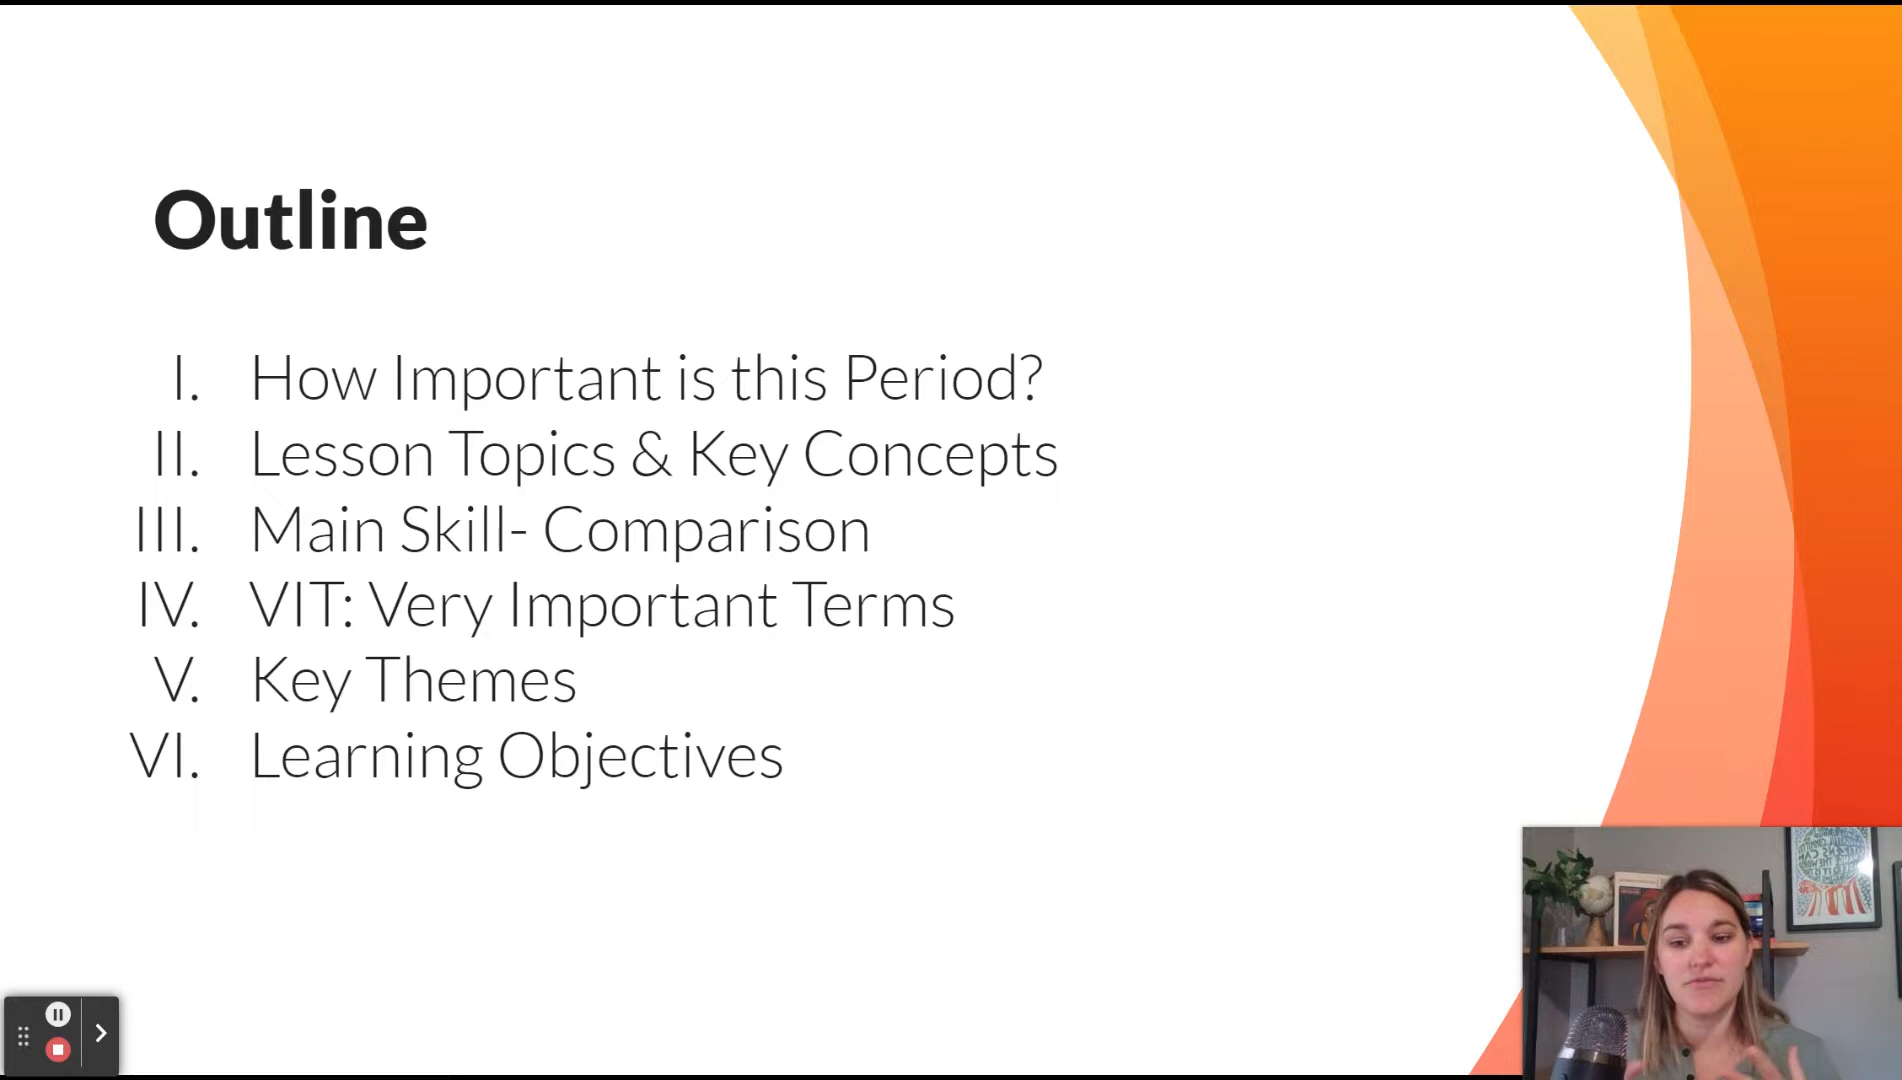 Outline
I. How Important is this Period?
II. Lesson Topics & Key Concepts
III. Main Skill- Comparison
IV. VIT: Very Important Terms
V. Key Themes
VI. Learning Objectives